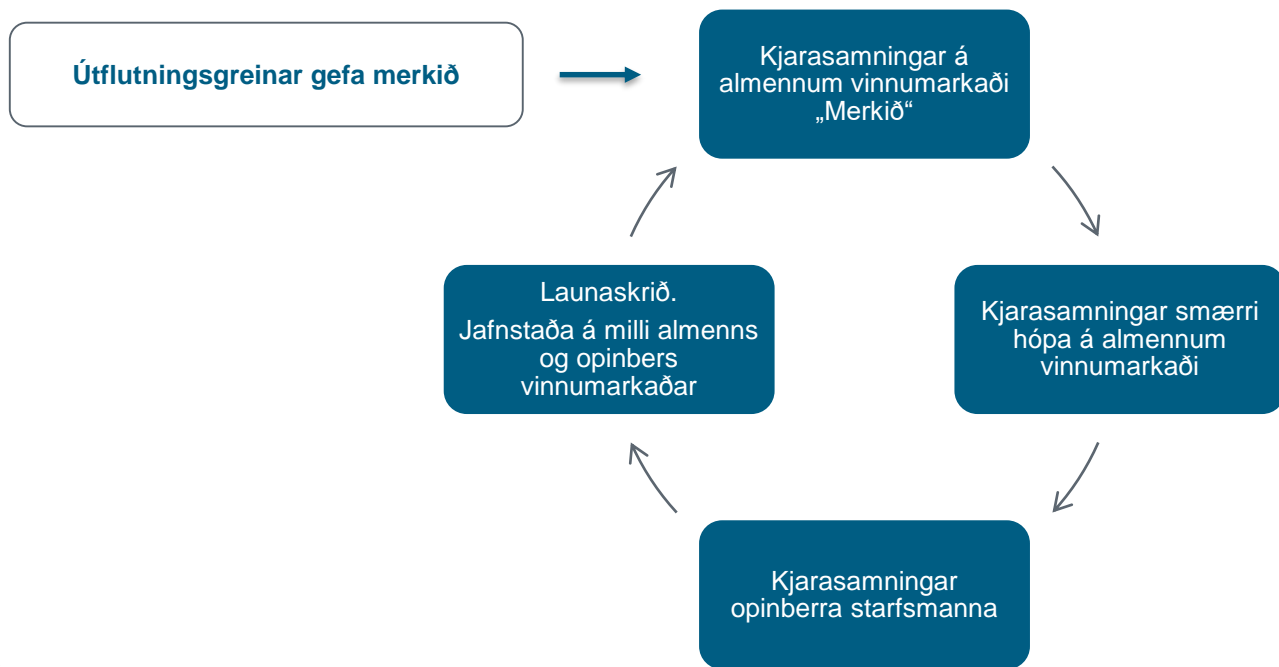 Útflutningsgreinar gefa merkið
Kjarasamningar á
almennum vinnumarkaði
„Merkið“
Launaskrið.
Jafnstaða á milli almenns
og opinbers
vinnumarkaðar
Kjarasamningar smærri
hópa á almennum
vinnumarkaði
Kjarasamningar
opinberra starfsmanna